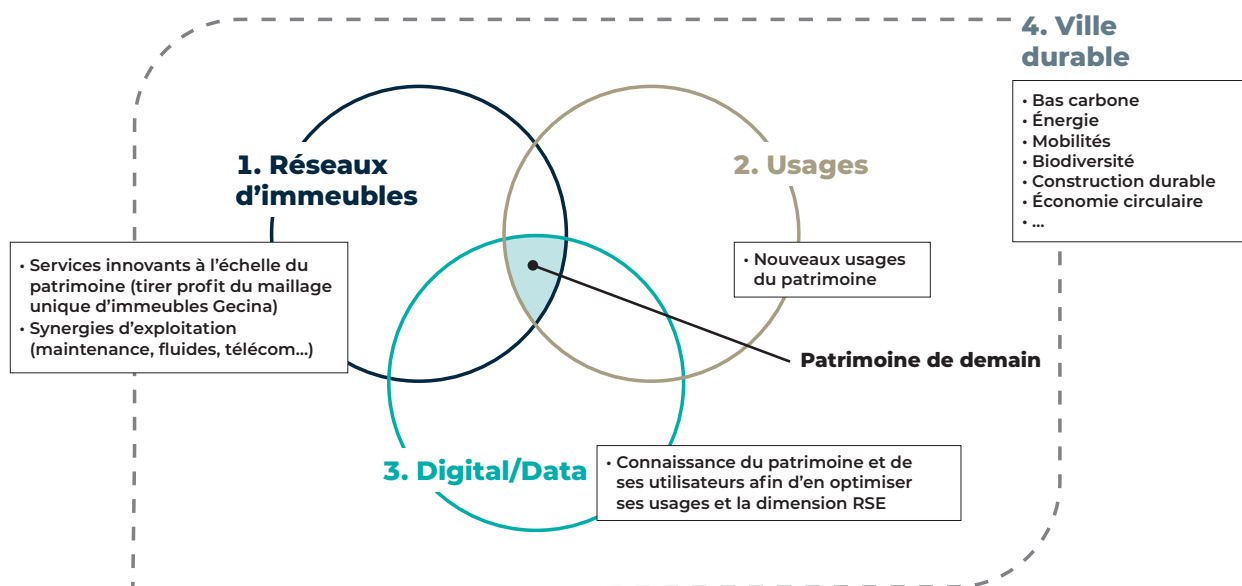 4. Ville
durable
• Bas carbone
• Énergie
• Mobilités
• Biodiversité
• Construction durable
• Économie circulaire
• ...
1. Réseaux
d’immeubles
2. Usages
• Services innovants à l’échelle du
patrimoine (tirer profit du maillage
unique d’immeubles Gecina)
• Synergies d’exploitation
(maintenance, fluides, télécom...)
• Nouveaux usages
du patrimoine
Patrimoine de demain
3. Digital/Data
• Connaissance du patrimoine et de
ses utilisateurs afin d’en optimiser
ses usages et la dimension RSE